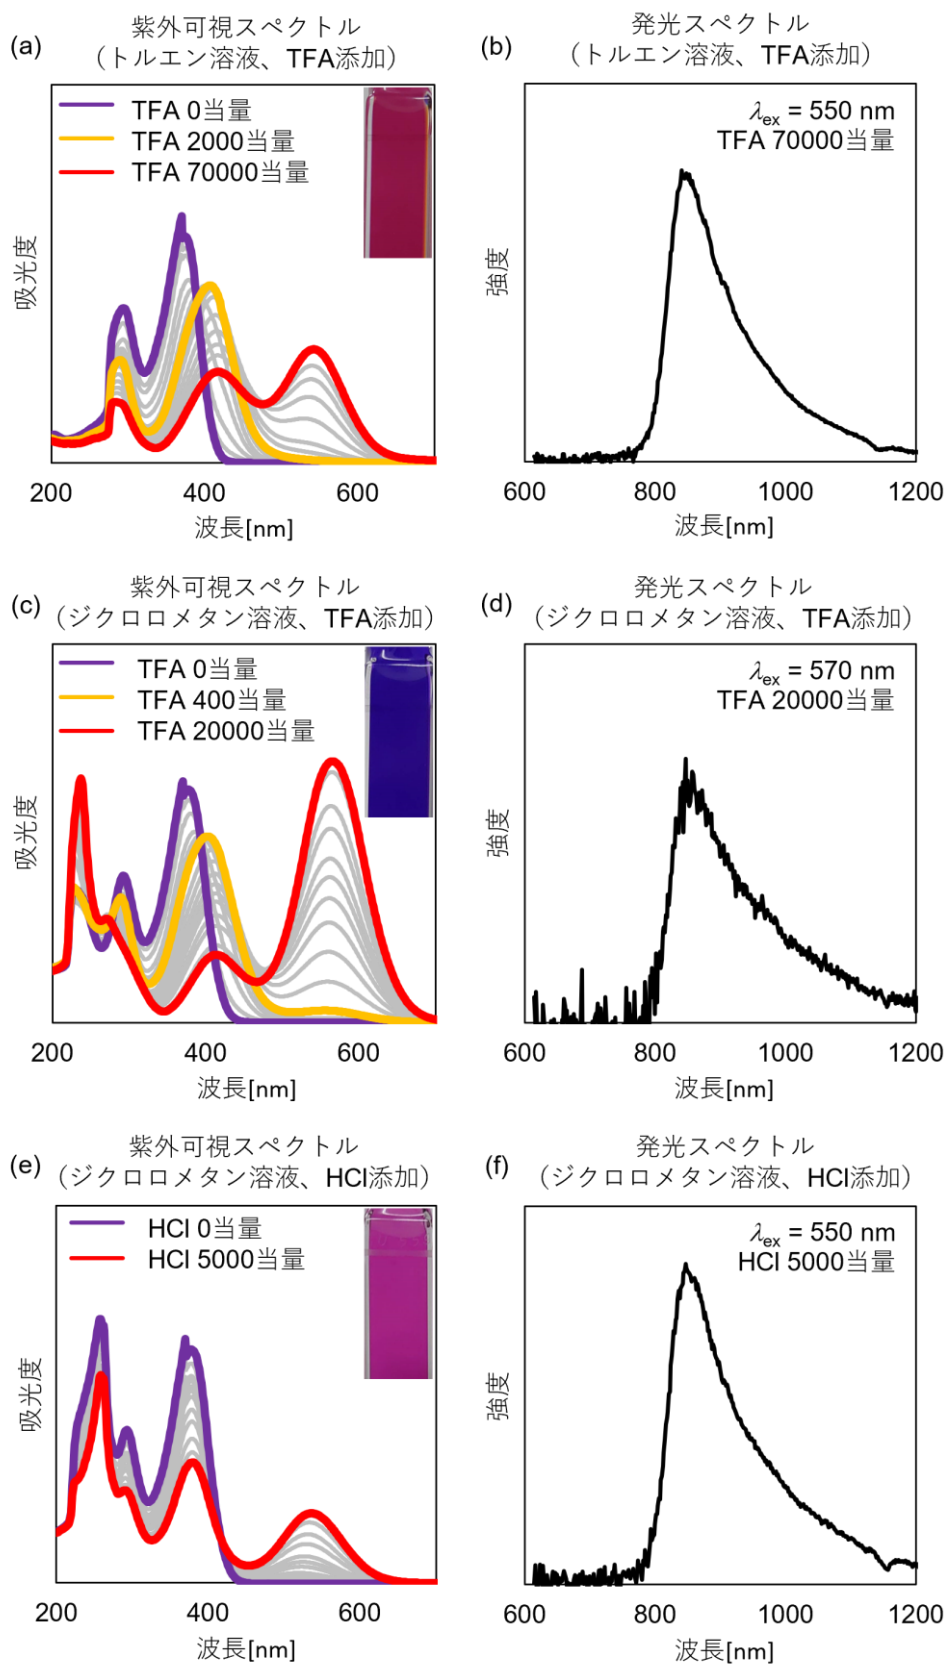 (a)
紫外可視スペクトル
（トルエン溶液、TFA添加）
TFA 0当量
TFA 2000当量
TFA 70000当量
吸光度
200
400
600
波長[nm]
(b)
発光スペクトル
（トルエン溶液、TFA添加）
λex = 550 nm
TFA 70000当量
強度
600
800
1000
1200
波長[nm]
(c)
紫外可視スペクトル
（ジクロロメタン溶液、TFA添加）
TFA 0当量
TFA 400当量
TFA 20000当量
吸光度
200
400
600
波長[nm]
(d)
発光スペクトル
（ジクロロメタン溶液、TFA添加）
λex = 570 nm
TFA 20000当量
強度
600
800
1000
1200
波長[nm]
(e)
紫外可視スペクトル
（ジクロロメタン溶液、HCl添加）
HCl 0当量
HCl 5000当量
吸光度
200
400
600
波長[nm]
(f)
発光スペクトル
（ジクロロメタン溶液、HCl添加）
λex = 550 nm
HCl 5000当量
強度
600
800
1000
1200
波長[nm]